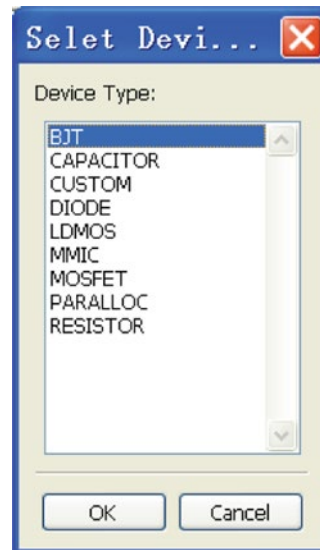 Selet Devi...
Device Type:
BJT
CAPACITOR
CUSTOM
DIODE
LDMOS
MMIC
MOSFET
PARALLOC
RESISTOR
OK
Cancel